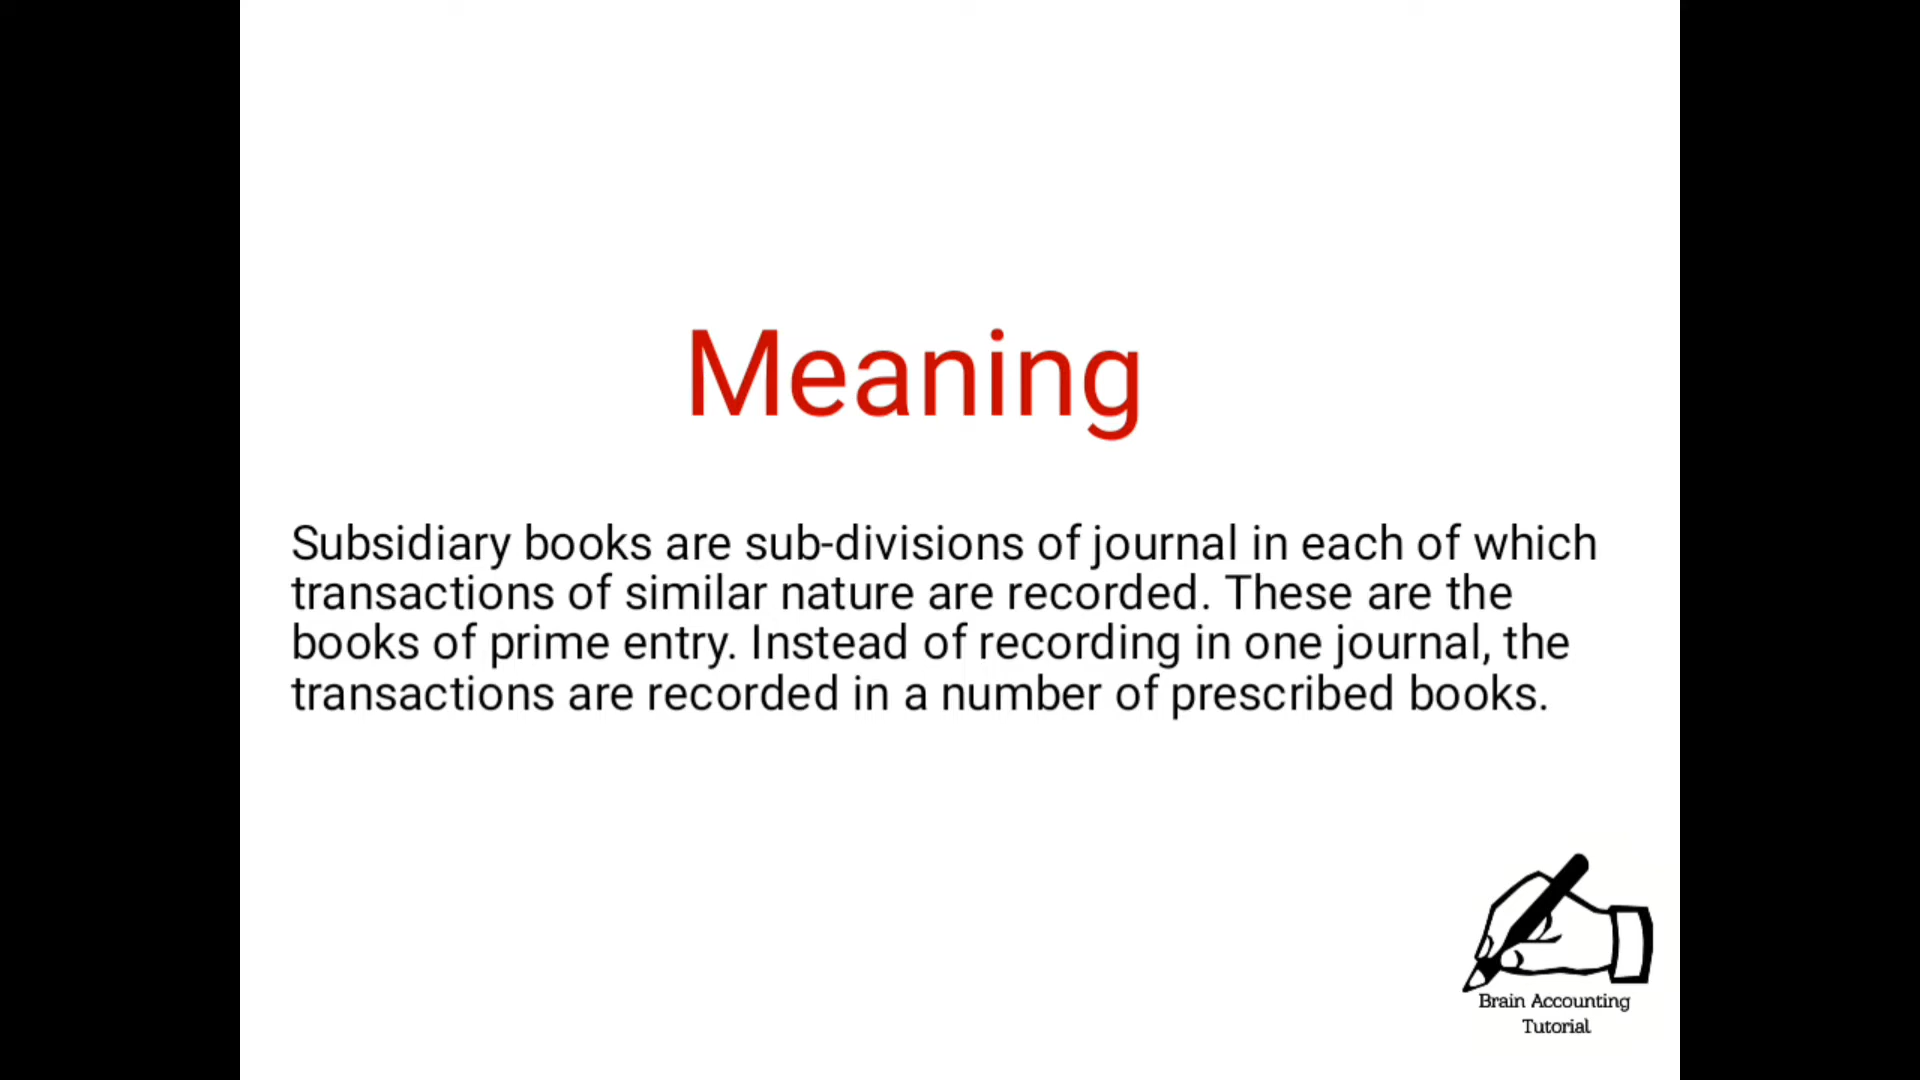 Meaning
Subsidiary books are sub-divisions of journal in each of which
transactions of similar nature are recorded. These are the
books of prime entry. Instead of recording in one journal, the
transactions are recorded in a number of prescribed books.
Brain Accounting
Tutorial